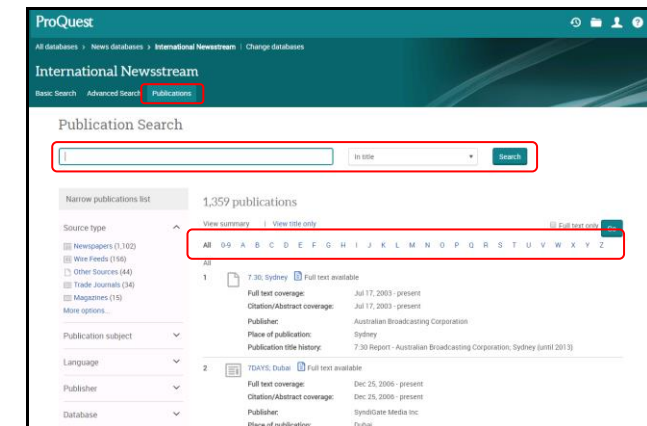 ProQuest
All databases > News databases > International Newsstream | Change databases
International Newsstream
Basic Search Advanced Search Publications
Publication Search
In title
Search
Narrow publications list
1,359 publications
View summary | View title only
Full text only Go
Source type
All 0-9 A B C D E F G H I J K L M N O P Q R S T U V W X Y Z
All
Newspapers (1,102)
Wire Feeds (156)
Other Sources (44)
Trade Journals (34)
Magazines (15)
More options...
1 7.30; Sydney Full text available
Full text coverage: Jul 17, 2003 - present
Citation/Abstract coverage: Jul 17, 2003 - present
Publisher: Australian Broadcasting Corporation
Place of publication: Sydney
Publication title history: 7:30 Report - Australian Broadcasting Corporation; Sydney (until 2013)
Publication subject
Language
Publisher
Database
2 7DAYS; Dubai Full text available
Full text coverage: Dec 25, 2006 - present
Citation/Abstract coverage: Dec 25, 2006 - present
Publisher: SyndiGate Media Inc
Place of publication: Dubai